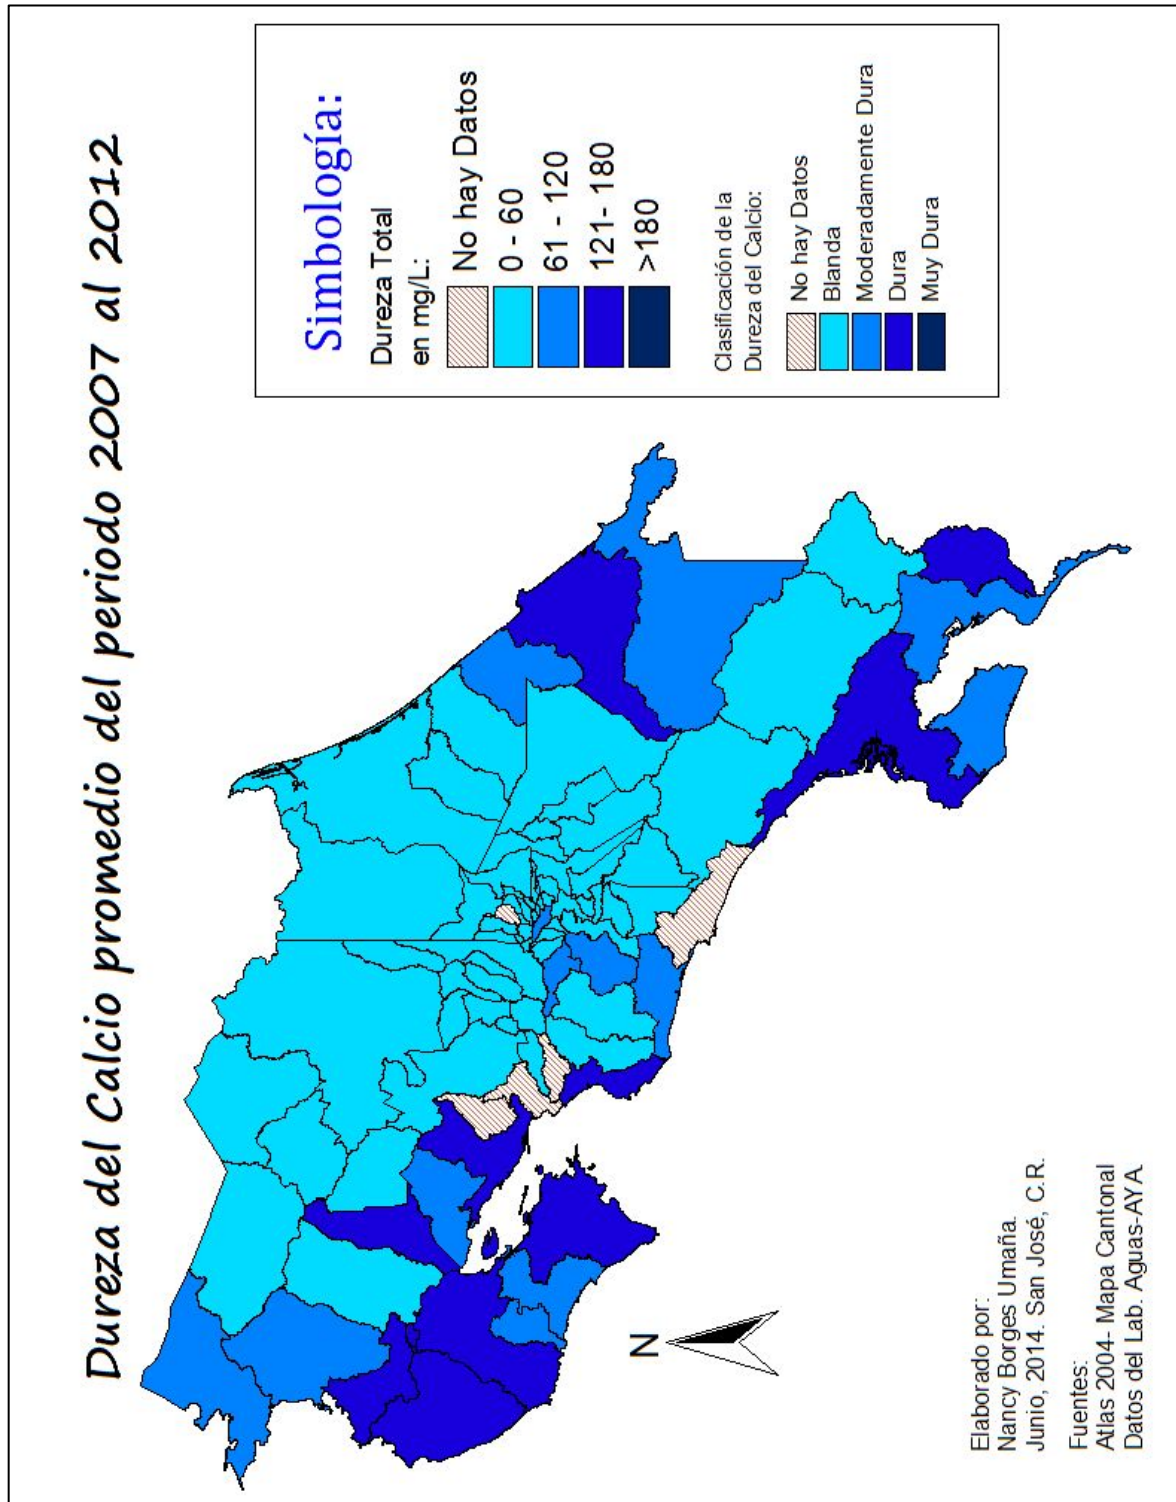 Dureza del Calcio promedio del periodo 2007 al 2012
Simbología:
Dureza Total
en mg/L:
No hay Datos
0 - 60
61 - 120
121- 180
>180
Clasificación de la
Dureza del Calcio:
No hay Datos
Blanda
Moderadamente Dura
Dura
Muy Dura
N
Elaborado por:
Nancy Borges Umaña.
Junio, 2014. San José, C.R.
Fuentes:
Atlas 2004- Mapa Cantonal
Datos del Lab. Aguas-AYA